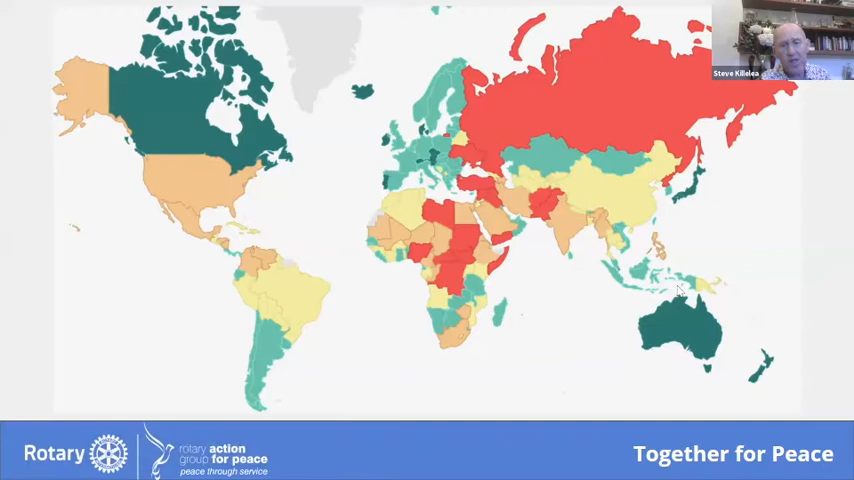 Steve Killelea
Rotary
rotary action
group for peace
peace through service
Together for Peace